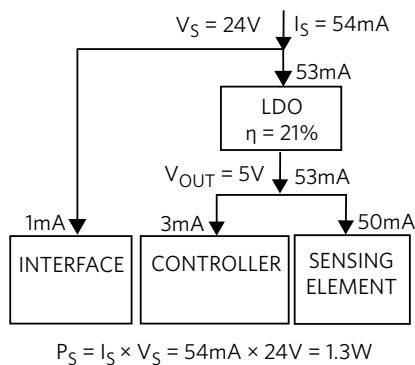 V_S = 24V I_S = 54mA
53mA
LDO
η = 21%
V_OUT = 5V 53mA
1mA 3mA 50mA
INTERFACE CONTROLLER SENSING
ELEMENT
P_S = I_S × V_S = 54mA × 24V = 1.3W